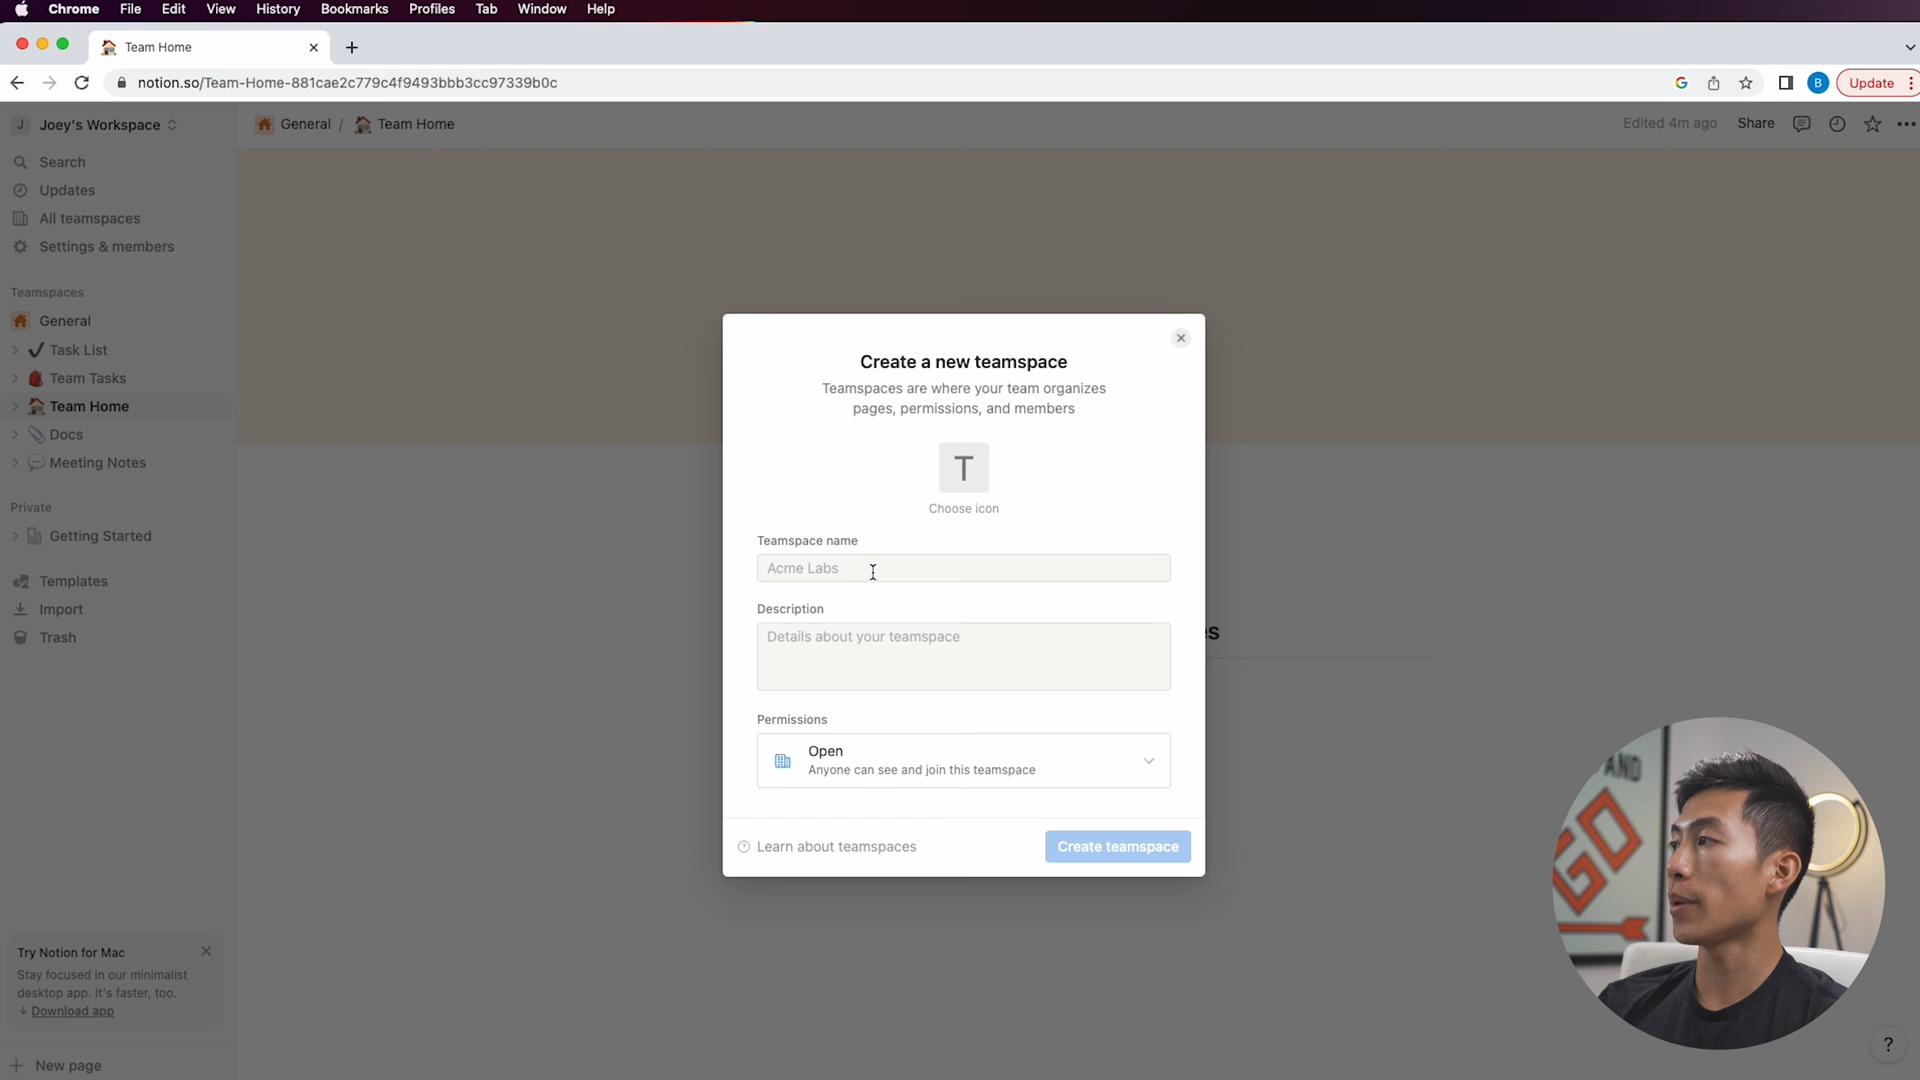 Chrome File Edit View History Bookmarks Profiles Tab Window Help
Team Home
notion.so/Team-Home-881cae2c779c4f9493bbb3cc97339b0c
B Update
J Joey's Workspace
General / Team Home
Edited 4m ago Share
Search
Updates
All teamspaces
Settings & members
Teamspaces
General
Task List
Team Tasks
Team Home
Docs
Meeting Notes
Private
Getting Started
Templates
Import
Trash
Try Notion for Mac
Stay focused in our minimalist
desktop app. It's faster, too.
↓ Download app
+ New page
Create a new teamspace
Teamspaces are where your team organizes
pages, permissions, and members
T
Choose icon
Teamspace name
Acme Labs
Description
Details about your teamspace
Permissions
Open
Anyone can see and join this teamspace
Learn about teamspaces
Create teamspace
es
AND
GO
?